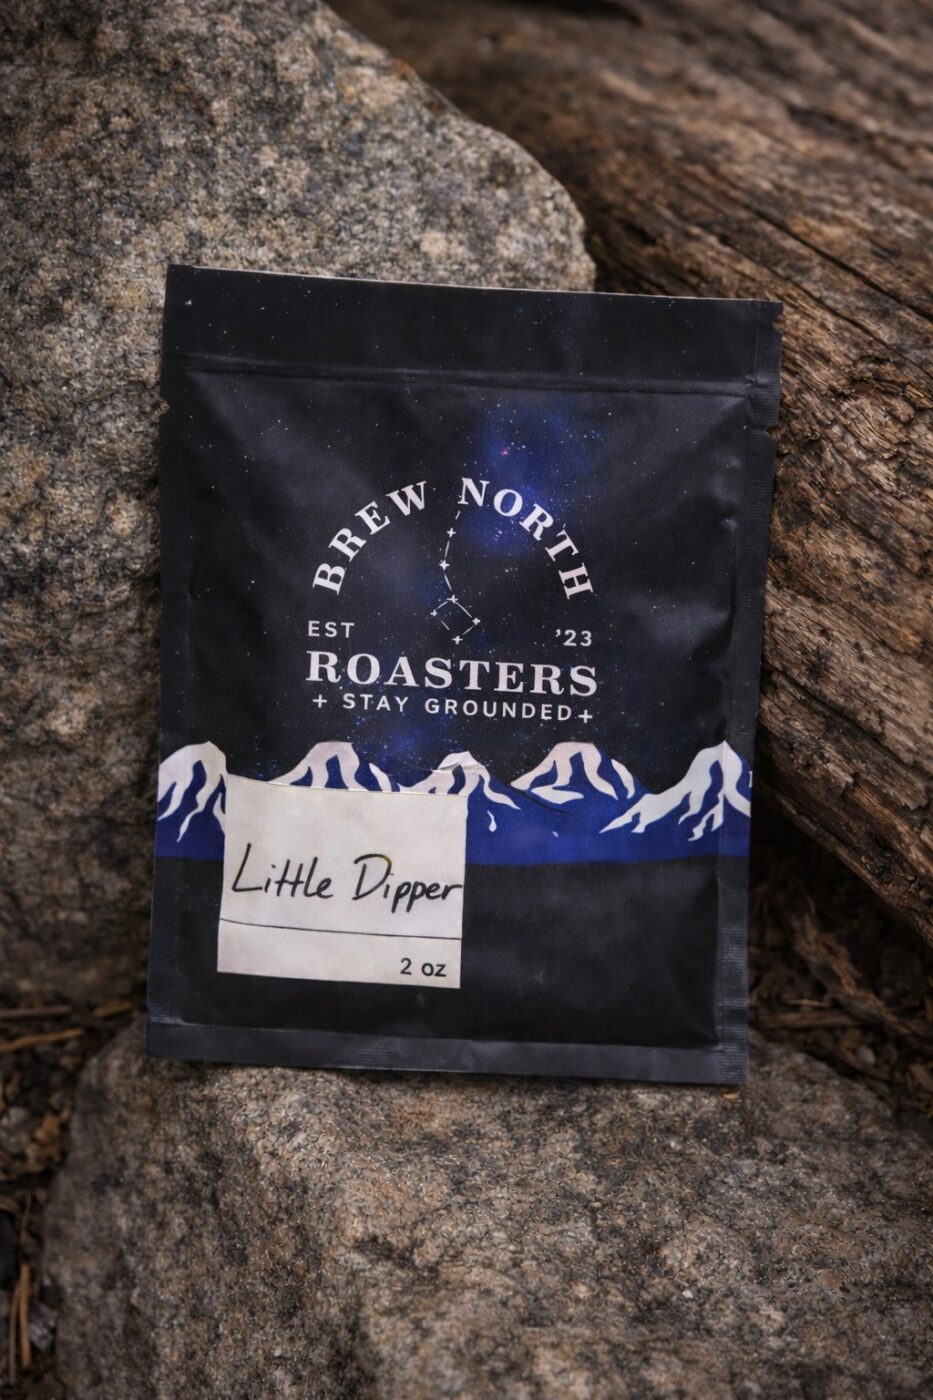 BREW NORTH
EST ’23
ROASTERS
+ STAY GROUNDED +
Little Dipper
2 oz